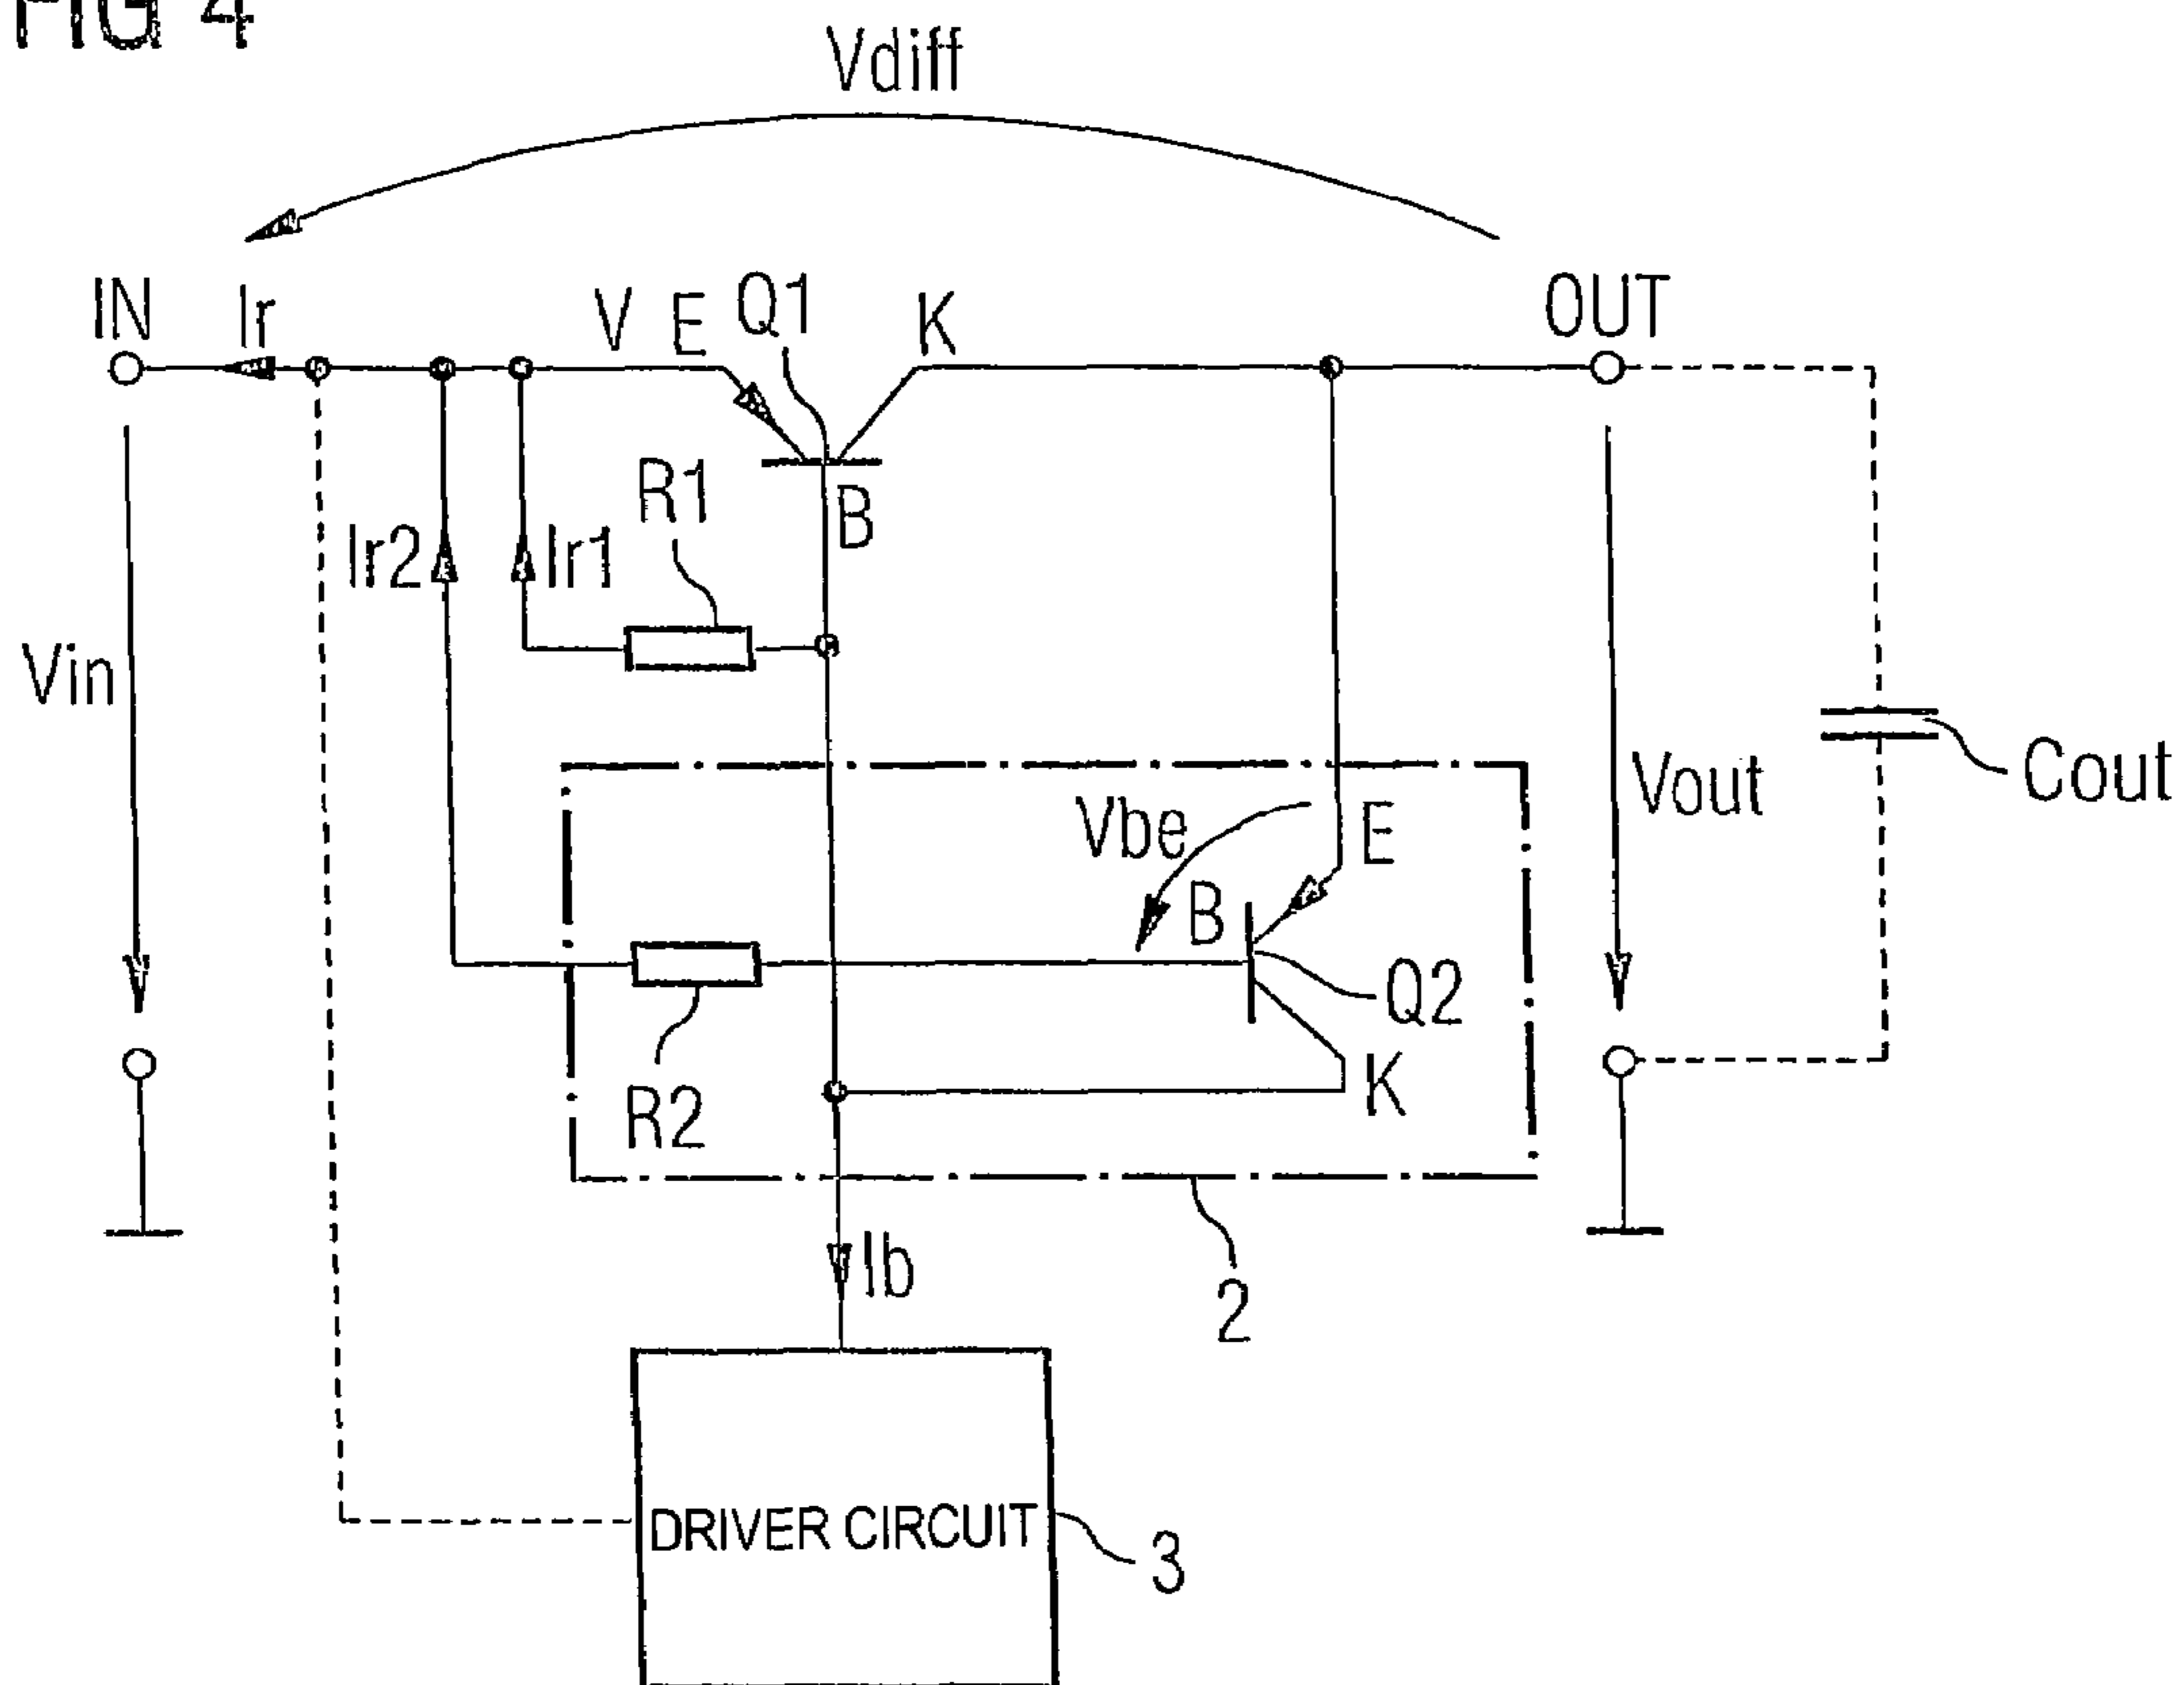 FIG 4
Vdiff
IN
Ir
V
E
Q1
K
OUT
R1
B
Ir2
Ir1
Vin
Vbe
E
Vout
Cout
B
Q2
R2
K
Ib
2
DRIVER CIRCUIT
3